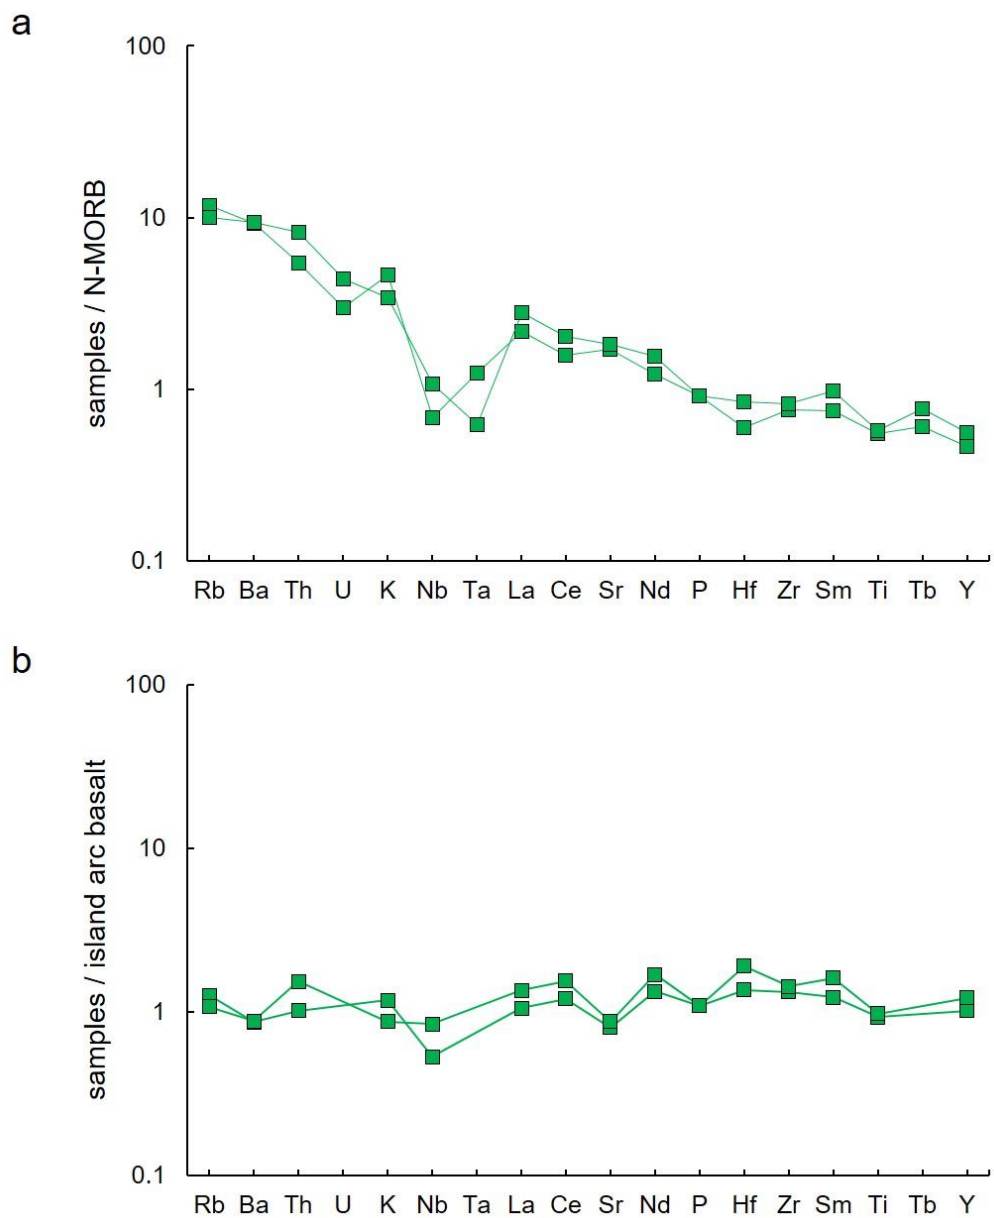 a
samples / N-MORB
100
10
1
0.1
Rb Ba Th U K Nb Ta La Ce Sr Nd P Hf Zr Sm Ti Tb Y
b
samples / island arc basalt
100
10
1
0.1
Rb Ba Th U K Nb Ta La Ce Sr Nd P Hf Zr Sm Ti Tb Y